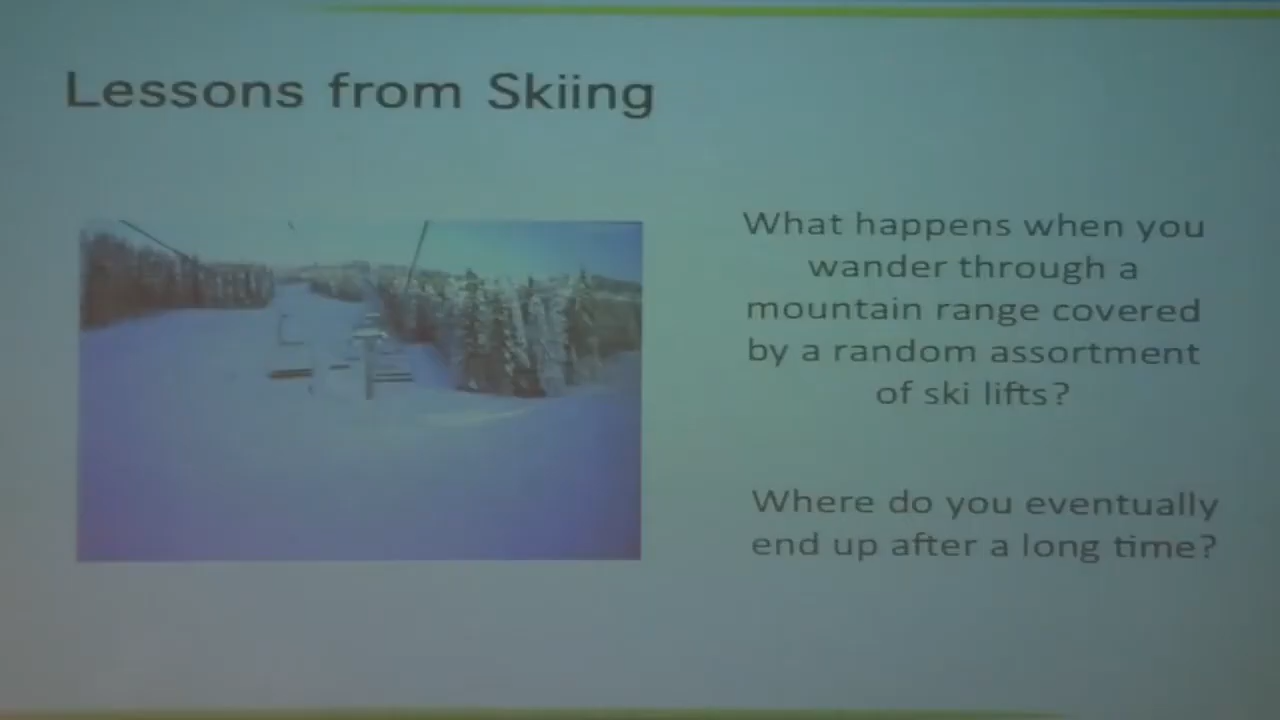 Lessons from Skiing
What happens when you
wander through a
mountain range covered
by a random assortment
of ski lifts?
Where do you eventually
end up after a long time?